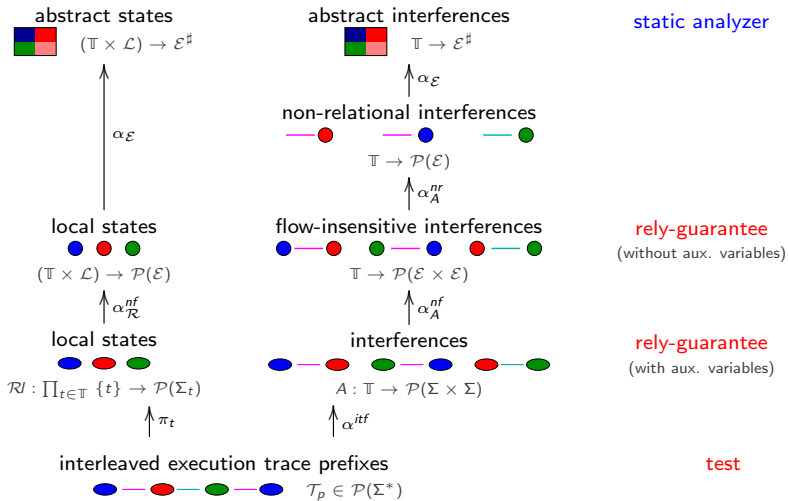 abstract states
abstract interferences
static analyzer
(𝕋 × ℒ) → ℰ♯
𝕋 → ℰ♯
α_ℰ
non-relational interferences
α_ℰ
𝕋 → 𝒫(ℰ)
α_A^nr
local states
flow-insensitive interferences
rely-guarantee
(without aux. variables)
(𝕋 × ℒ) → 𝒫(ℰ)
𝕋 → 𝒫(ℰ × ℰ)
α_ℛ^nf
α_A^nf
local states
interferences
rely-guarantee
(with aux. variables)
ℛl : ∏_{t∈𝕋} {t} → 𝒫(Σ_t)
A : 𝕋 → 𝒫(Σ × Σ)
π_t
α^itf
interleaved execution trace prefixes
test
𝒯_p ∈ 𝒫(Σ*)